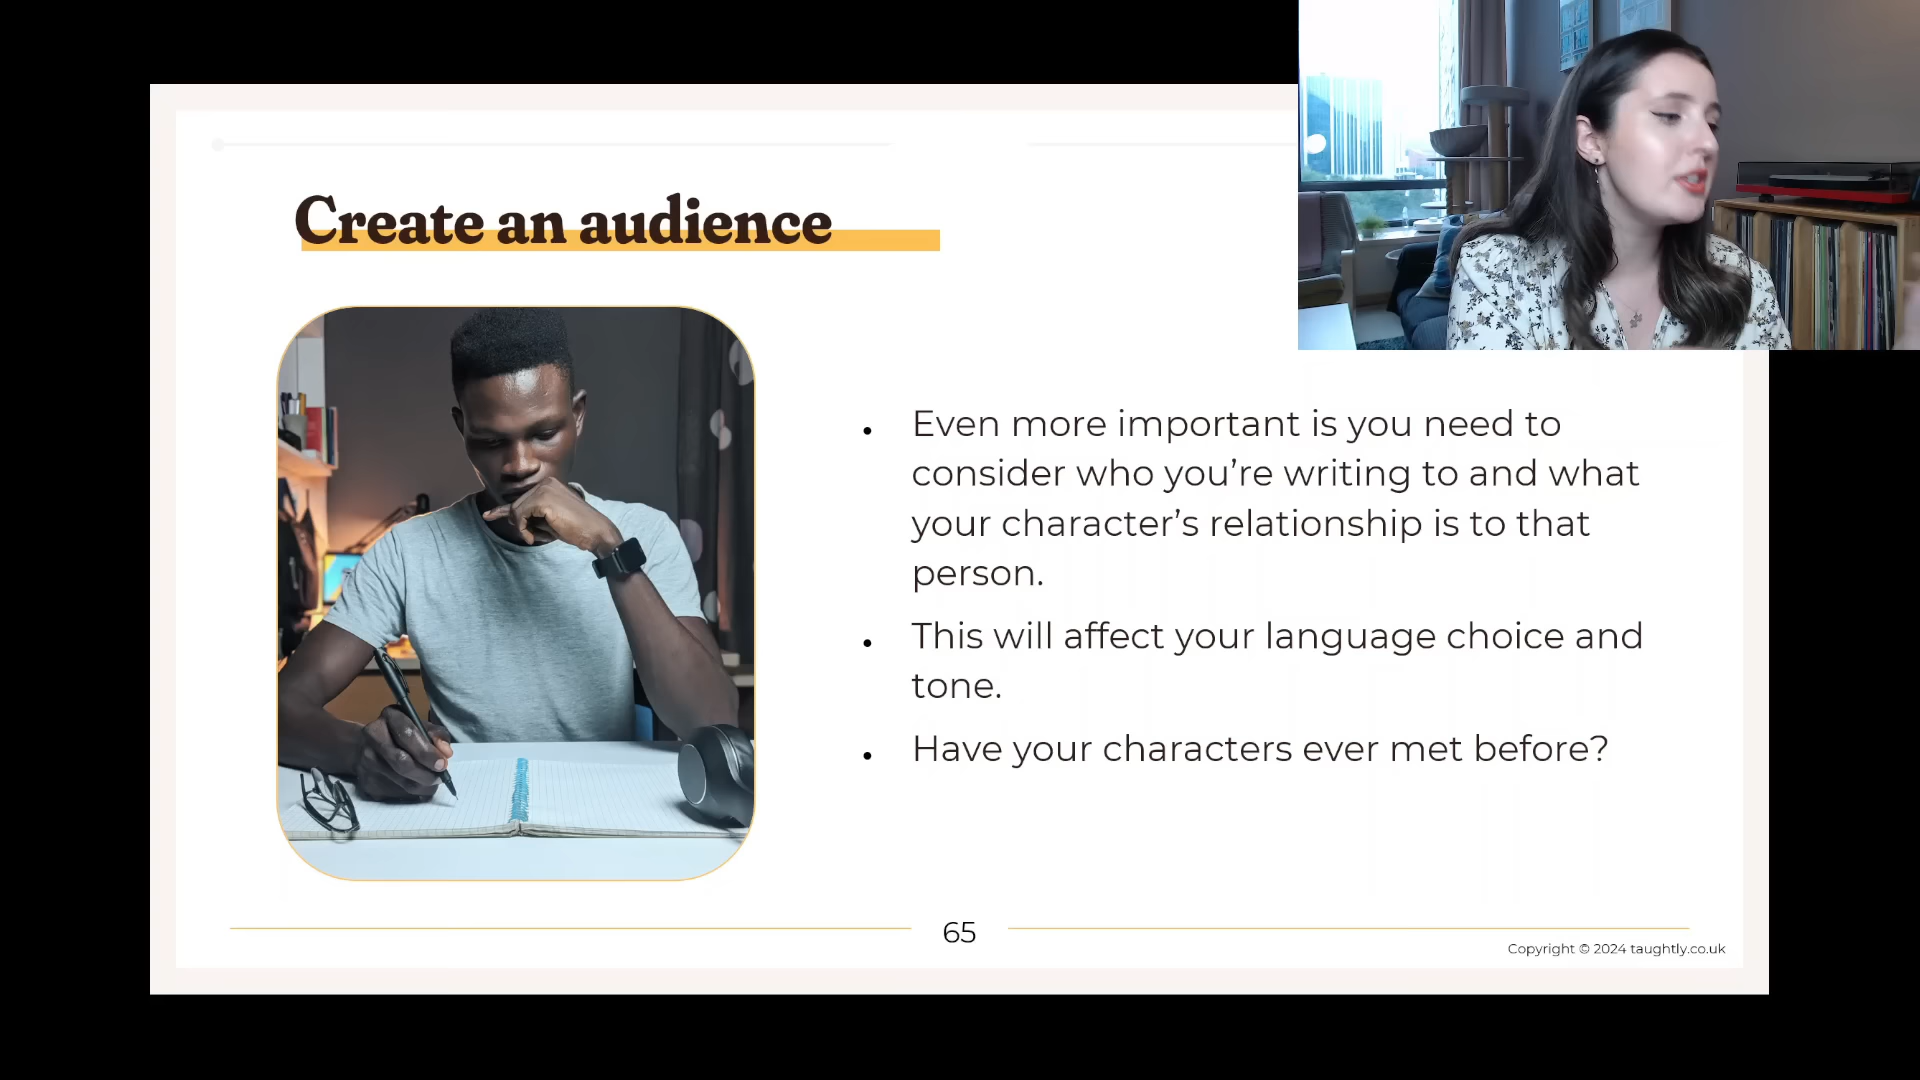 Create an audience
• Even more important is you need to
consider who you’re writing to and what
your character’s relationship is to that
person.
• This will affect your language choice and
tone.
• Have your characters ever met before?
65
Copyright © 2024 taughtly.co.uk